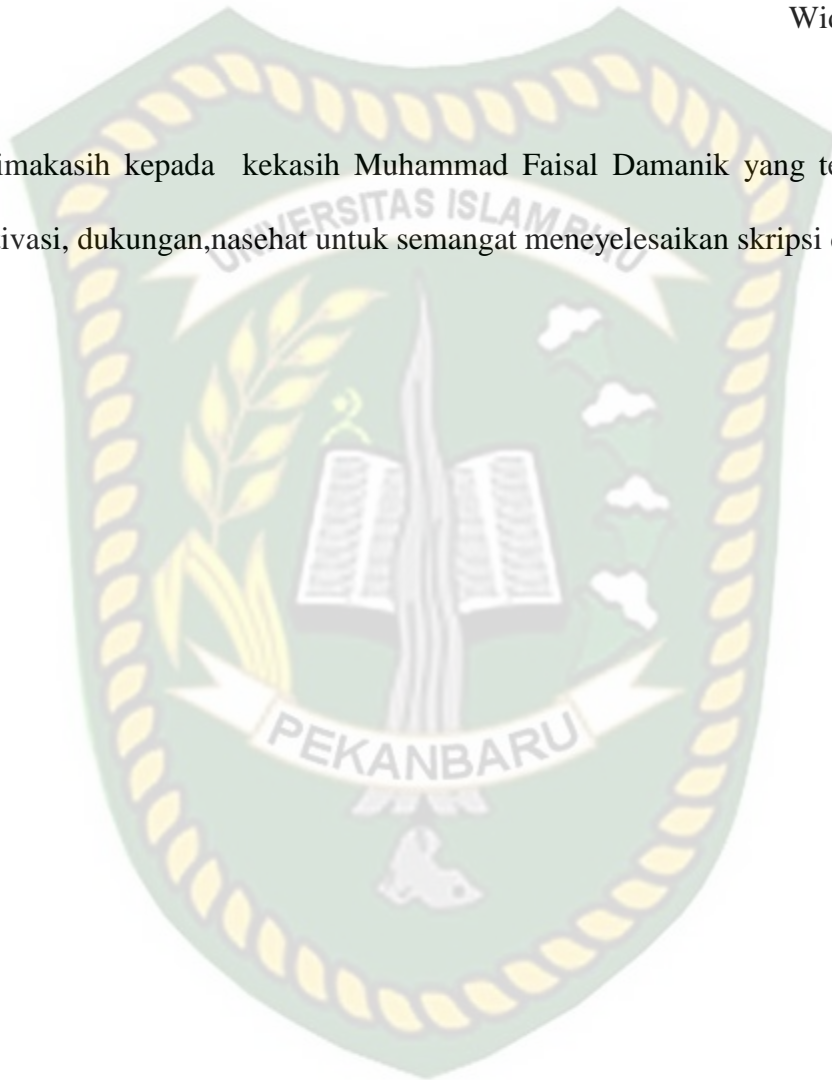 Wid
imakasih kepada kekasih Muhammad Faisal Damanik yang te
ivasi, dukungan,nasehat untuk semangat meneyelesaikan skripsi
UNIVERSITAS ISLAM RIAU
PEKANBARU